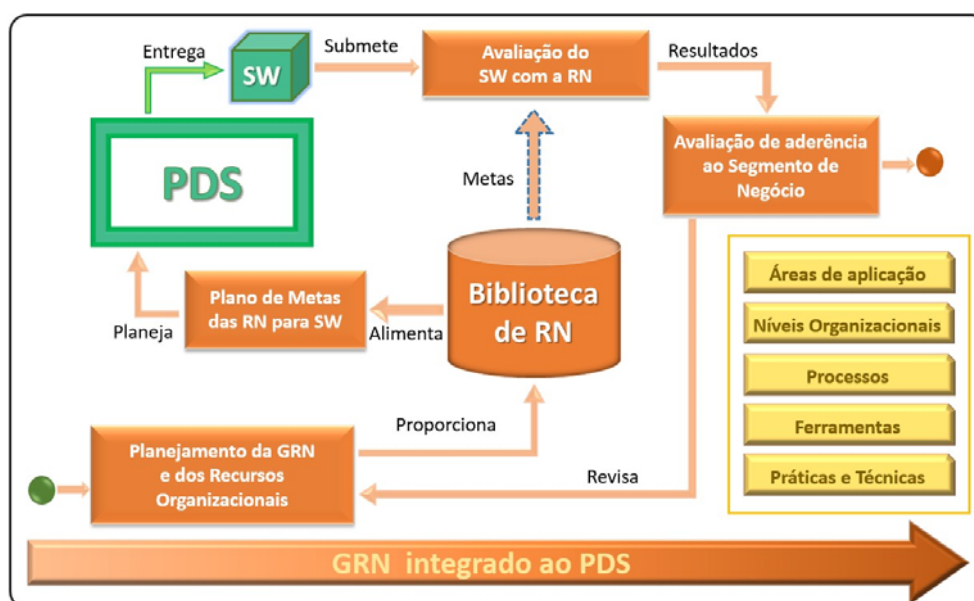 Entrega
SW
Submete
Avaliação do
SW com a RN
Resultados
Avaliação de aderência
ao Segmento de
Negócio
PDS
Metas
Biblioteca
de RN
Plano de Metas
das RN para SW
Planeja
Alimenta
Áreas de aplicação
Níveis Organizacionais
Processos
Ferramentas
Práticas e Técnicas
Proporciona
Planejamento da GRN
e dos Recursos
Organizacionais
Revisa
GRN integrado ao PDS